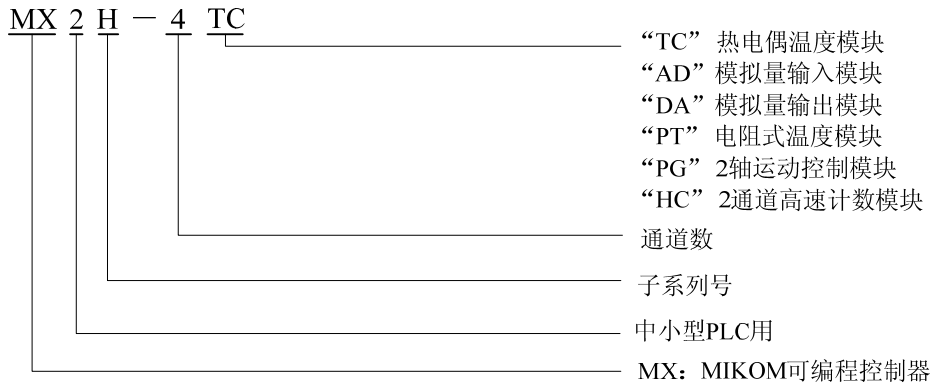 MX 2 H — 4 TC
“TC” 热电偶温度模块
“AD” 模拟量输入模块
“DA” 模拟量输出模块
“PT” 电阻式温度模块
“PG” 2轴运动控制模块
“HC” 2通道高速计数模块
通道数
子系列号
中小型PLC用
MX：MIKOM可编程控制器